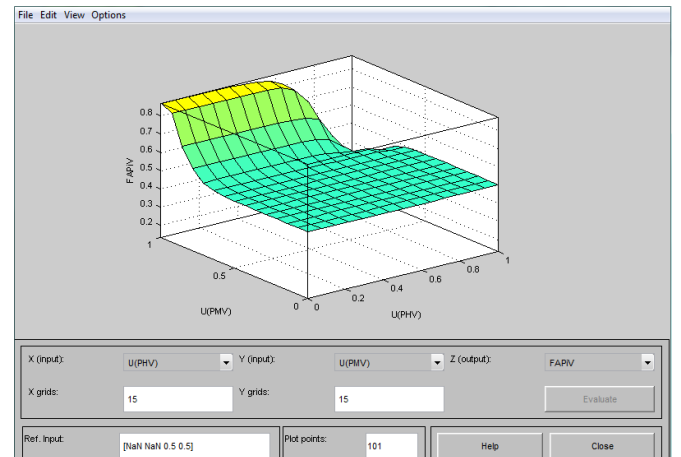 File Edit View Options
0.8
0.7
0.6
0.5
0.4
0.3
0.2
FAPIV
1
0.5
0
U(PMV)
0
0.2
0.4
0.6
0.8
1
U(PHV)
X (input): U(PHV) Y (input): U(PMV) Z (output): FAPIV
X grids: 15 Y grids: 15 Evaluate
Ref. Input: [NaN NaN 0.5 0.5] Plot points: 101 Help Close